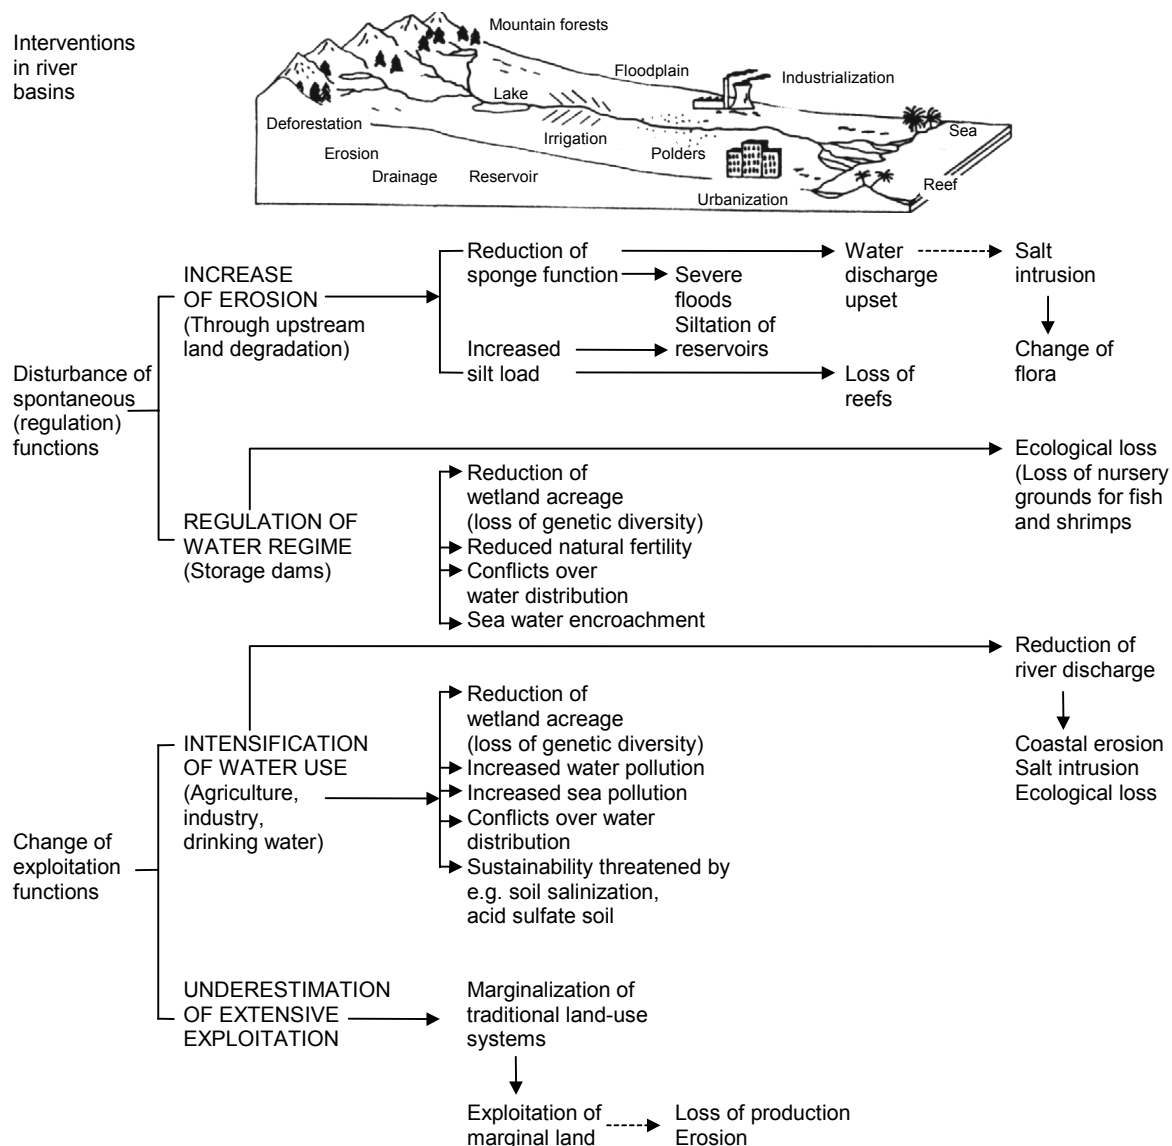 Interventions
in river
basins
Mountain forests
Floodplain
Industrialization
Lake
Deforestation
Irrigation
Sea
Erosion
Polders
Drainage
Reservoir
Reef
Urbanization
Disturbance of
spontaneous
(regulation)
functions
INCREASE
OF EROSION
(Through upstream
land degradation)
Reduction of
sponge function
Severe
floods
Siltation of
reservoirs
Water
discharge
upset
Salt
intrusion
Change of
flora
Increased
silt load
Loss of
reefs
REGULATION OF
WATER REGIME
(Storage dams)
Ecological loss
(Loss of nursery
grounds for fish
and shrimps
Reduction of
wetland acreage
(loss of genetic diversity)
Reduced natural fertility
Conflicts over
water distribution
Sea water encroachment
Change of
exploitation
functions
INTENSIFICATION
OF WATER USE
(Agriculture,
industry,
drinking water)
Reduction of
river discharge
Coastal erosion
Salt intrusion
Ecological loss
Reduction of
wetland acreage
(loss of genetic diversity)
Increased water pollution
Increased sea pollution
Conflicts over water
distribution
Sustainability threatened by
e.g. soil salinization,
acid sulfate soil
UNDERESTIMATION
OF EXTENSIVE
EXPLOITATION
Marginalization of
traditional land-use
systems
Exploitation of
marginal land
Loss of production
Erosion